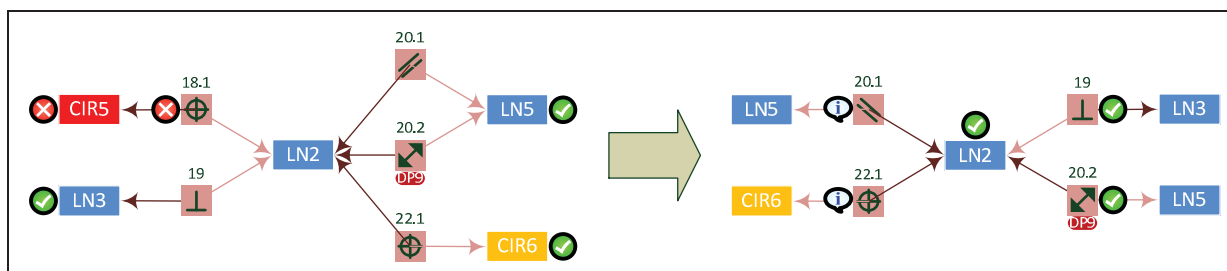 20.1
18.1
CIR5
LN5
20.2
LN2
DP9
19
LN3
22.1
CIR6
20.1
19
LN5
i
LN3
LN2
22.1
20.2
CIR6
i
LN5
DP9